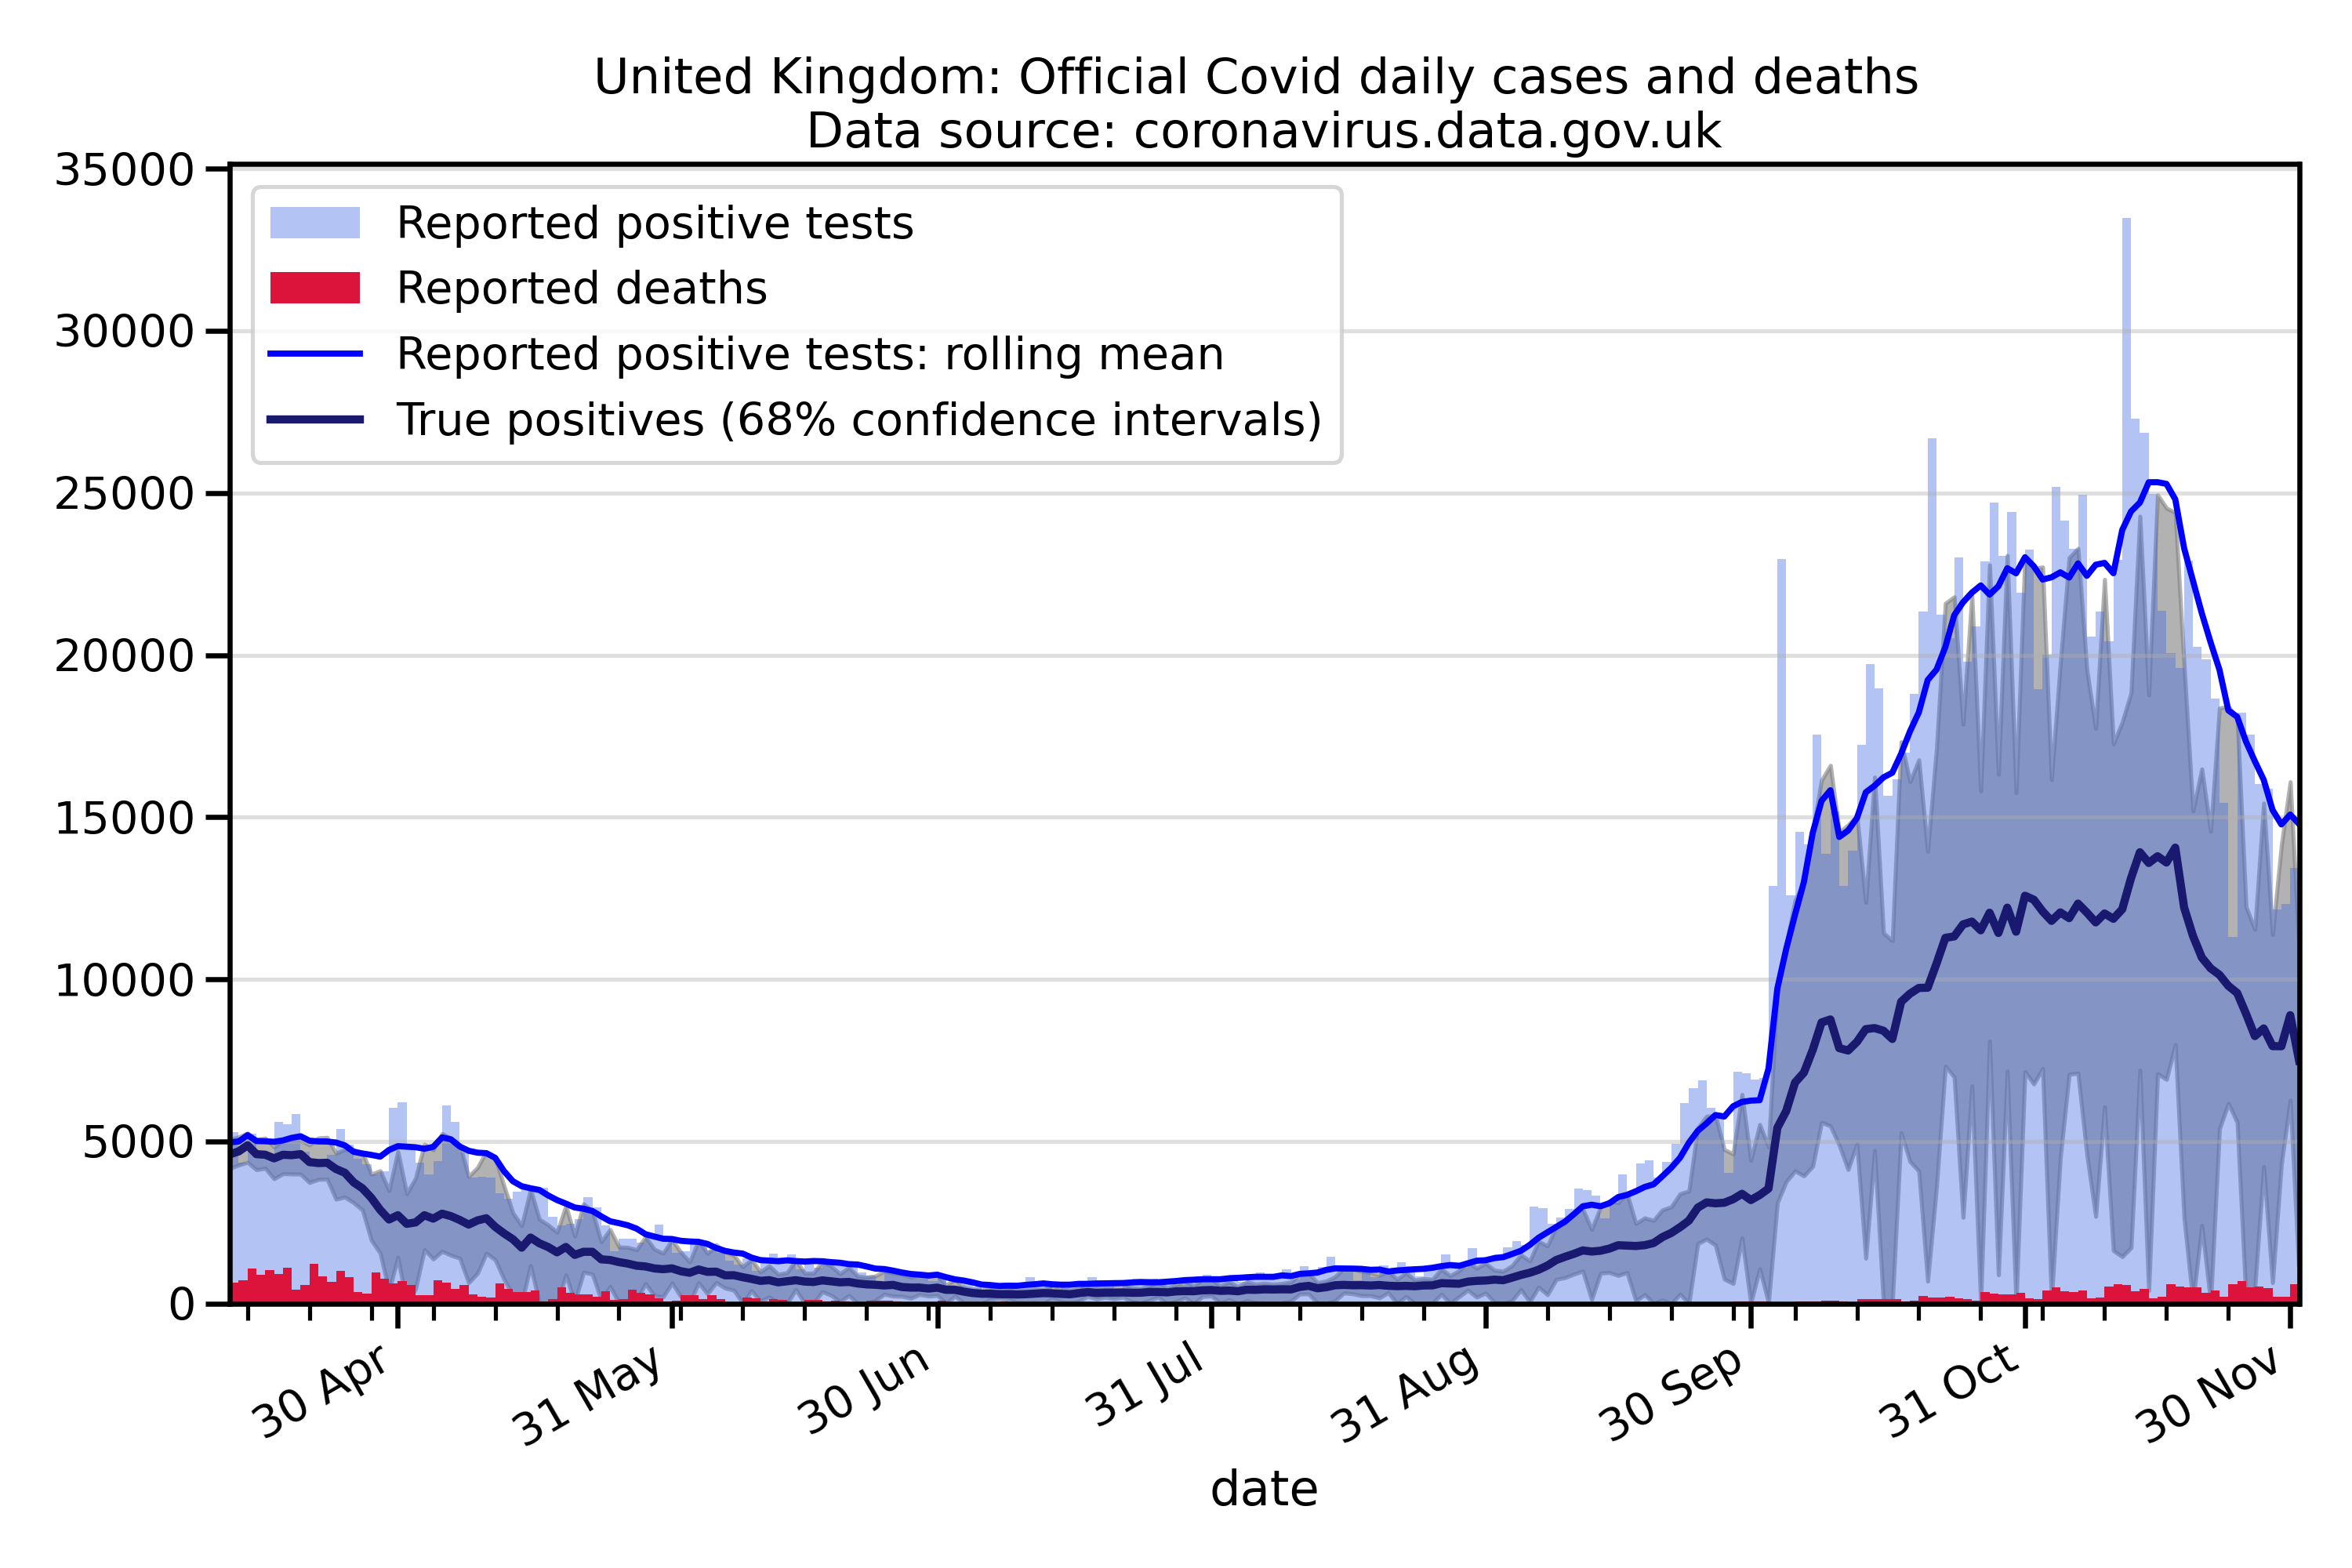 United Kingdom: Official Covid daily cases and deaths
Data source: coronavirus.data.gov.uk
35000
30000
25000
20000
15000
10000
5000
0
Reported positive tests
Reported deaths
Reported positive tests: rolling mean
True positives (68% confidence intervals)
30 Apr
31 May
30 Jun
31 Jul
31 Aug
30 Sep
31 Oct
30 Nov
date